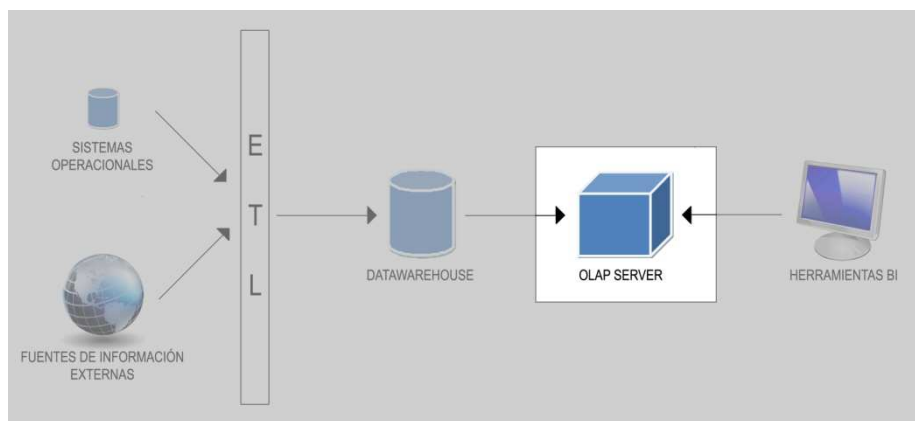 SISTEMAS
OPERACIONALES
FUENTES DE INFORMACIÓN
EXTERNAS
E
T
L
DATAWAREHOUSE
OLAP SERVER
HERRAMIENTAS BI